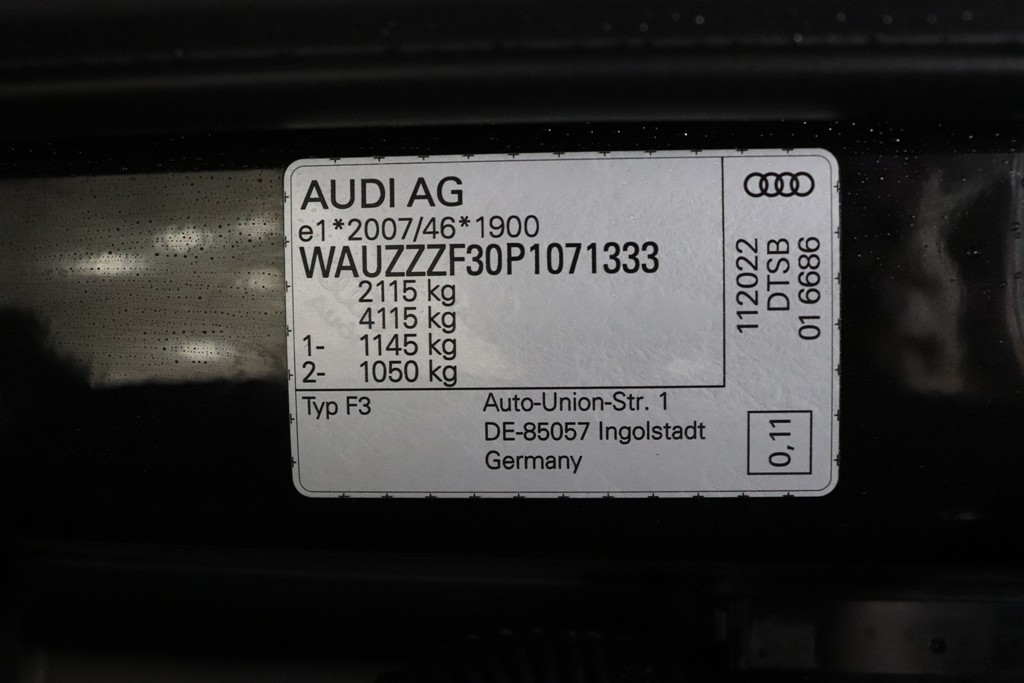 AUDI AG
e1*2007/46*1900
WAUZZZF30P1071333
2115 kg
4115 kg
1- 1145 kg
2- 1050 kg
Typ F3
Auto-Union-Str. 1
DE-85057 Ingolstadt
Germany
112022
DTSB
01 6686
0,11